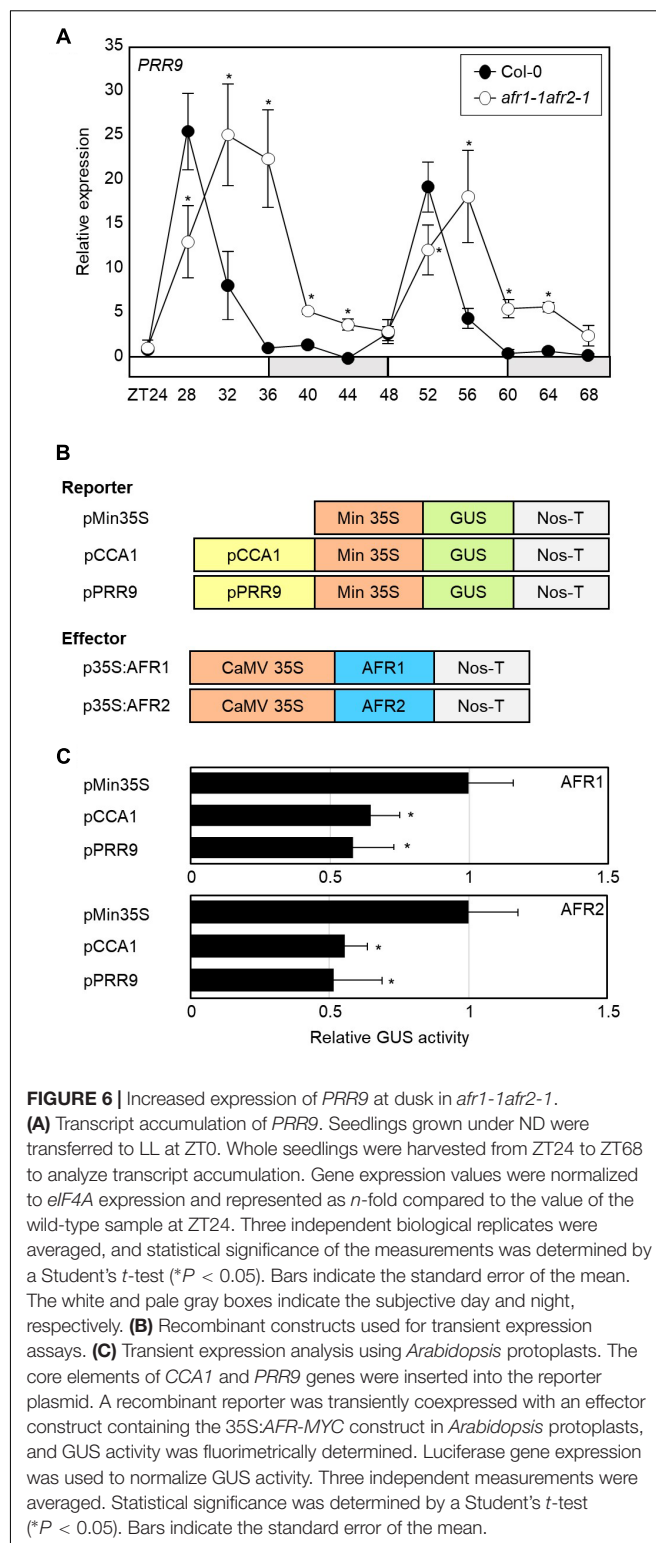 A
35
30
25
20
15
10
5
0
Relative expression
PRR9
Col-0
afr1-1afr2-1
* * * * * * * * * *
ZT24 28 32 36 40 44 48 52 56 60 64 68
B
Reporter
pMin35S Min 35S GUS Nos-T
pCCA1 pCCA1 Min 35S GUS Nos-T
pPRR9 pPRR9 Min 35S GUS Nos-T
Effector
p35S:AFR1 CaMV 35S AFR1 Nos-T
p35S:AFR2 CaMV 35S AFR2 Nos-T
C
pMin35S AFR1
pCCA1 *
pPRR9 *
0 0.5 1 1.5
pMin35S AFR2
pCCA1 *
pPRR9 *
0 0.5 1 1.5
Relative GUS activity
FIGURE 6 | Increased expression of PRR9 at dusk in afr1-1afr2-1.
(A) Transcript accumulation of PRR9. Seedlings grown under ND were
transferred to LL at ZT0. Whole seedlings were harvested from ZT24 to ZT68
to analyze transcript accumulation. Gene expression values were normalized
to eIF4A expression and represented as n-fold compared to the value of the
wild-type sample at ZT24. Three independent biological replicates were
averaged, and statistical significance of the measurements was determined by
a Student's t-test (*P < 0.05). Bars indicate the standard error of the mean.
The white and pale gray boxes indicate the subjective day and night,
respectively. (B) Recombinant constructs used for transient expression
assays. (C) Transient expression analysis using Arabidopsis protoplasts. The
core elements of CCA1 and PRR9 genes were inserted into the reporter
plasmid. A recombinant reporter was transiently coexpressed with an effector
construct containing the 35S:AFR-MYC construct in Arabidopsis protoplasts,
and GUS activity was fluorimetrically determined. Luciferase gene expression
was used to normalize GUS activity. Three independent measurements were
averaged. Statistical significance was determined by a Student's t-test
(*P < 0.05). Bars indicate the standard error of the mean.